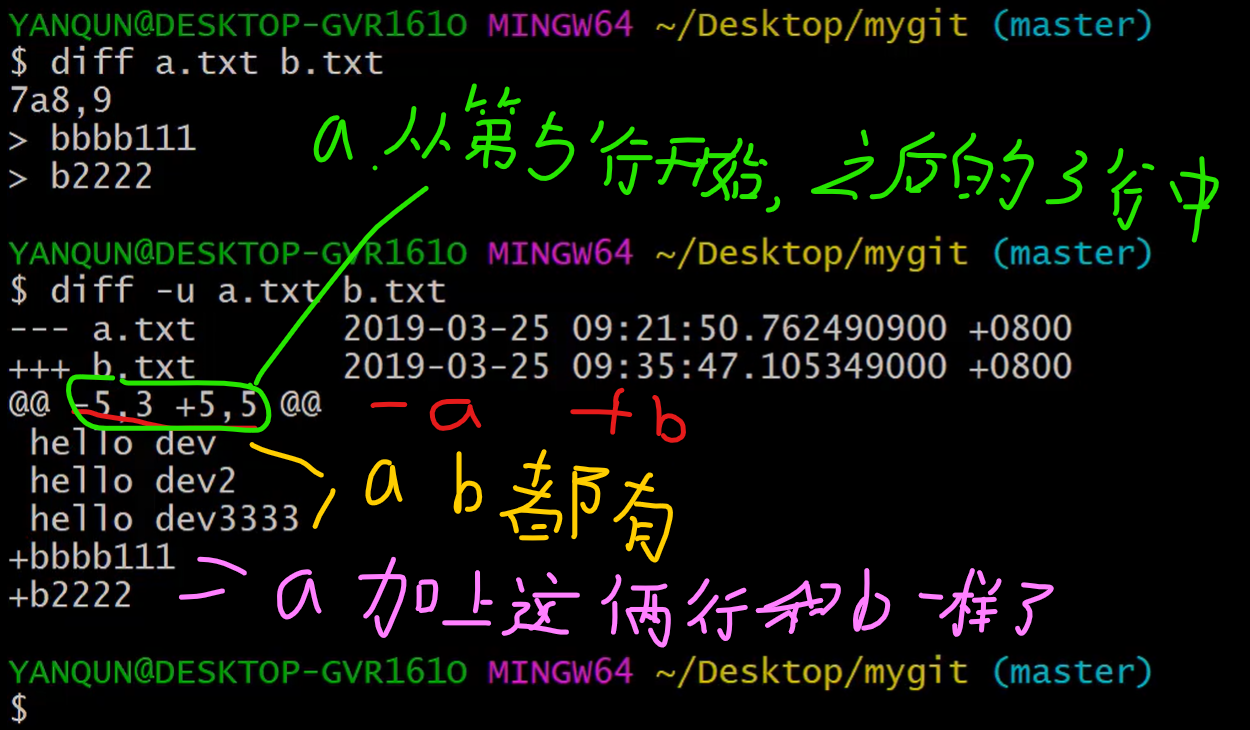 YANQUN@DESKTOP-GVR161O MINGW64 ~/Desktop/mygit (master)
$ diff a.txt b.txt
7a8,9
> bbbb111
> b2222
a.从第5行开始,之后的3行中
YANQUN@DESKTOP-GVR161O MINGW64 ~/Desktop/mygit (master)
$ diff -u a.txt b.txt
--- a.txt 2019-03-25 09:21:50.762490900 +0800
+++ b.txt 2019-03-25 09:35:47.105349000 +0800
@@ -5,3 +5,5 @@
-a +b
hello dev
hello dev2
hello dev3333
a b都有
+bbbb111
+b2222
a加上这俩行和b一样了
YANQUN@DESKTOP-GVR161O MINGW64 ~/Desktop/mygit (master)
$